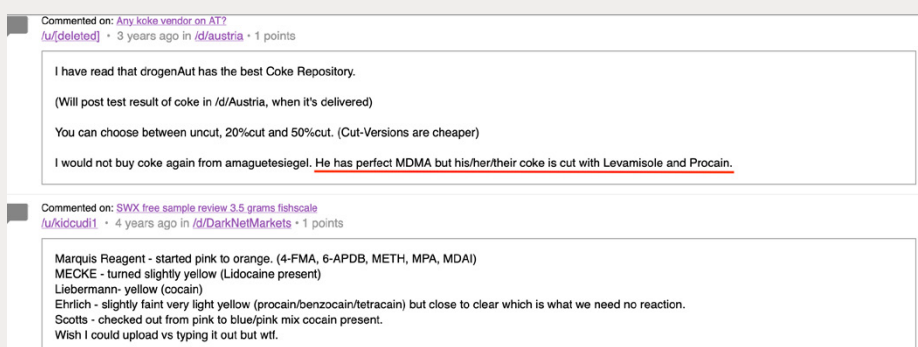 Commented on: Any koke vendor on AT?
/u/[deleted] • 3 years ago in /d/austria • 1 points
I have read that drogenAut has the best Coke Repository.
(Will post test result of coke in /d/Austria, when it's delivered)
You can choose between uncut, 20%cut and 50%cut. (Cut-Versions are cheaper)
I would not buy coke again from amaguetesiegel. He has perfect MDMA but his/her/their coke is cut with Levamisole and Procain.
Commented on: SWX free sample review 3.5 grams fishscale
/u/kidcudi1 • 4 years ago in /d/DarkNetMarkets • 1 points
Marquis Reagent - started pink to orange. (4-FMA, 6-APDB, METH, MPA, MDAI)
MECKE - turned slightly yellow (Lidocaine present)
Liebermann- yellow (cocain)
Ehrlich - slightly faint very light yellow (procain/benzocain/tetracain) but close to clear which is what we need no reaction.
Scotts - checked out from pink to blue/pink mix cocain present.
Wish I could upload vs typing it out but wtf.